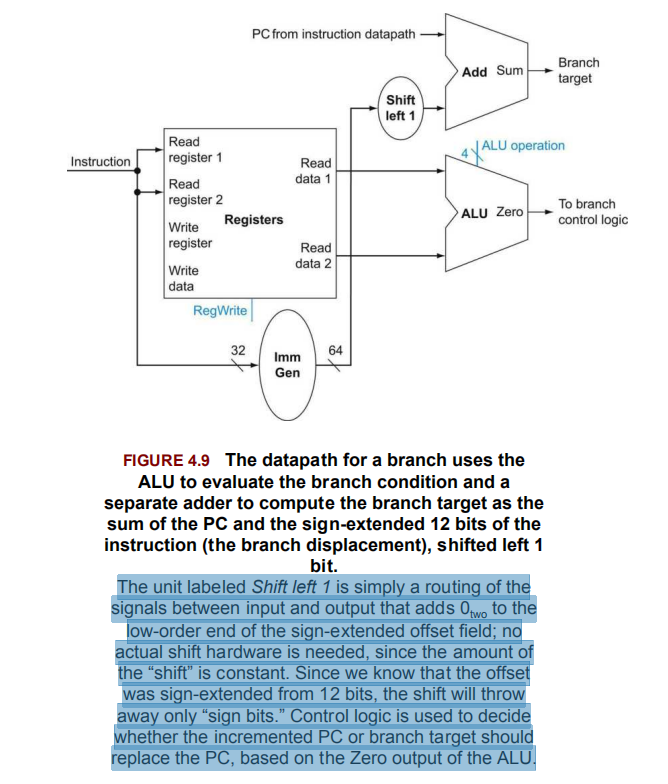 PC from instruction datapath
Add Sum
Branch
target
Shift
left 1
ALU operation
4
Instruction
Read
register 1
Read
register 2
Write
register
Write
data
Registers
Read
data 1
Read
data 2
ALU Zero
To branch
control logic
RegWrite
32
Imm
Gen
64
FIGURE 4.9 The datapath for a branch uses the
ALU to evaluate the branch condition and a
separate adder to compute the branch target as the
sum of the PC and the sign-extended 12 bits of the
instruction (the branch displacement), shifted left 1
bit.
The unit labeled Shift left 1 is simply a routing of the
signals between input and output that adds 0two to the
low-order end of the sign-extended offset field; no
actual shift hardware is needed, since the amount of
the “shift” is constant. Since we know that the offset
was sign-extended from 12 bits, the shift will throw
away only “sign bits.” Control logic is used to decide
whether the incremented PC or branch target should
replace the PC, based on the Zero output of the ALU.